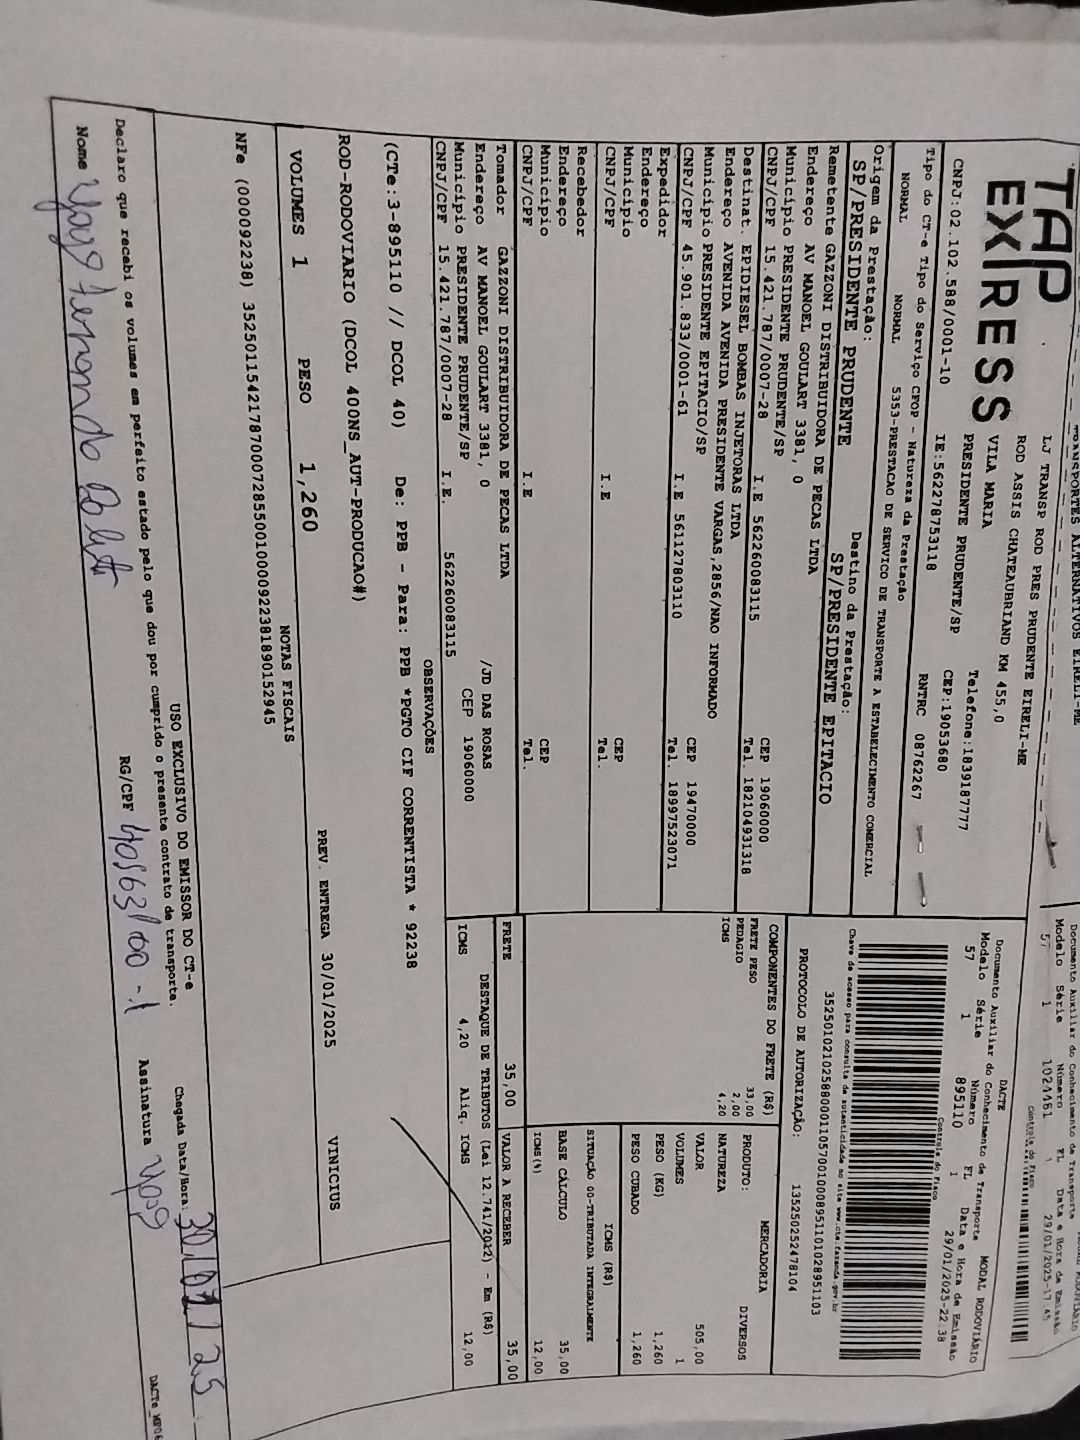 TRANSPORTES ALTERNATIVOS EIRELI-ME
Modelo Série Número FL Data e Hora de Emissão
57 1 1024461 1 29/01/2025-17:45
Controle do Fisco
TAP
EXPRESS
LJ TRANSP ROD PRES PRUDENTE EIRELI-ME
ROD ASSIS CHATEAUBRIAND KM 455,0
VILA MARIA
PRESIDENTE PRUDENTE/SP Telefone:1839187777
CNPJ:02.102.588/0001-10 IE:562278753118 CEP:19053680
DACTE MODAL RODOVIÁRIO
Documento Auxiliar do Conhecimento de Transporte
Modelo Série Número FL Data e Hora de Emissão
57 1 895110 1 29/01/2025-22.38
Controle do Fisco
Tipo do CT-e Tipo do Serviço CFOP - Natureza da Prestação RNTRC 08762267
NORMAL NORMAL 5353-PRESTACAO DE SERVICO DE TRANSPORTE A ESTABELECIMENTO COMERCIAL
Chave de acesso para consulta de autenticidade no site www.cte.fazenda.gov.br
35250102102588000110570010008951101028951103
PROTOCOLO DE AUTORIZAÇÃO: 135250252478104
Origem da Prestação: Destino da Prestação:
SP/PRESIDENTE PRUDENTE SP/PRESIDENTE EPITACIO
Remetente GAZZONI DISTRIBUIDORA DE PECAS LTDA
Endereço AV MANOEL GOULART 3381, 0
Município PRESIDENTE PRUDENTE/SP CEP 19060000
CNPJ/CPF 15.421.787/0007-28 I.E 562260083115 Tel. 182104931318
Destinat. EPIDIESEL BOMBAS INJETORAS LTDA
Endereço AVENIDA AVENIDA PRESIDENTE VARGAS,2856/NAO INFORMADO
Município PRESIDENTE EPITACIO/SP CEP 19470000
CNPJ/CPF 45.901.833/0001-61 I.E 561127803110 Tel. 18997523071
Expedidor
Endereço
Município CEP
CNPJ/CPF I.E Tel.
Recebedor
Endereço
Município CEP
CNPJ/CPF I.E Tel.
Tomador GAZZONI DISTRIBUIDORA DE PECAS LTDA
Endereço AV MANOEL GOULART 3381, 0 /JD DAS ROSAS
Município PRESIDENTE PRUDENTE/SP CEP 19060000
CNPJ/CPF 15.421.787/0007-28 I.E. 562260083115
COMPONENTES DO FRETE (R$)
FRETE PESO 33,00
PEDAGIO 2,00
ICMS 4,20
PRODUTO: MERCADORIA
NATUREZA DIVERSOS
VALOR 505,00
VOLUMES 1
PESO (KG) 1,260
PESO CUBADO 1,260
ICMS (R$)
SITUAÇÃO 00-TRIBUTADA INTEGRALMENTE
BASE CÁLCULO 35,00
ICMS(%) 12,00
FRETE 35,00 VALOR A RECEBER 35,00
DESTAQUE DE TRIBUTOS (Lei 12.741/2012) - Em (R$)
ICMS 4,20 Aliq. ICMS 12,00
OBSERVAÇÕES
(CTe:3-895110 // DCOL 40) De: PPB - Para: PPB *PGTO CIF CORRENTISTA * 92238
ROD-RODOVIARIO (DCOL 400NS_AUT-PRODUCAO#)
VOLUMES 1 PESO 1,260 PREV. ENTREGA 30/01/2025 VINICIUS
NOTAS FISCAIS
NFe (000092238) 35250115421787000728550010000922381890152945
USO EXCLUSIVO DO EMISSOR DO CT-e
Declaro que recebi os volumes em perfeito estado pelo que dou por cumprido o presente contrato de transporte.
Chegada Data/Hora: 30/01/25
Nome RG/CPF Assinatura
DACTe_MF06